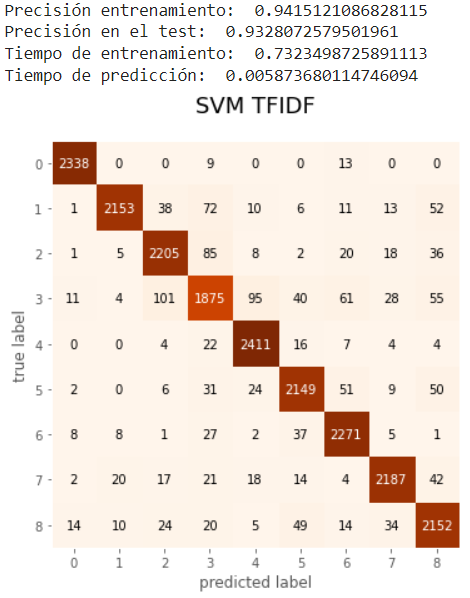 Precisión entrenamiento:  0.9415121086828115
Precisión en el test:  0.9328072579501961
Tiempo de entrenamiento:  0.7323498725891113
Tiempo de predicción:  0.005873680114746094
SVM TFIDF
0 2338 0 0 9 0 0 13 0 0
1 1 2153 38 72 10 6 11 13 52
2 1 5 2205 85 8 2 20 18 36
3 11 4 101 1875 95 40 61 28 55
4 0 0 4 22 2411 16 7 4 4
5 2 0 6 31 24 2149 51 9 50
6 8 8 1 27 2 37 2271 5 1
7 2 20 17 21 18 14 4 2187 42
8 14 10 24 20 5 49 14 34 2152
0 1 2 3 4 5 6 7 8
true label
predicted label